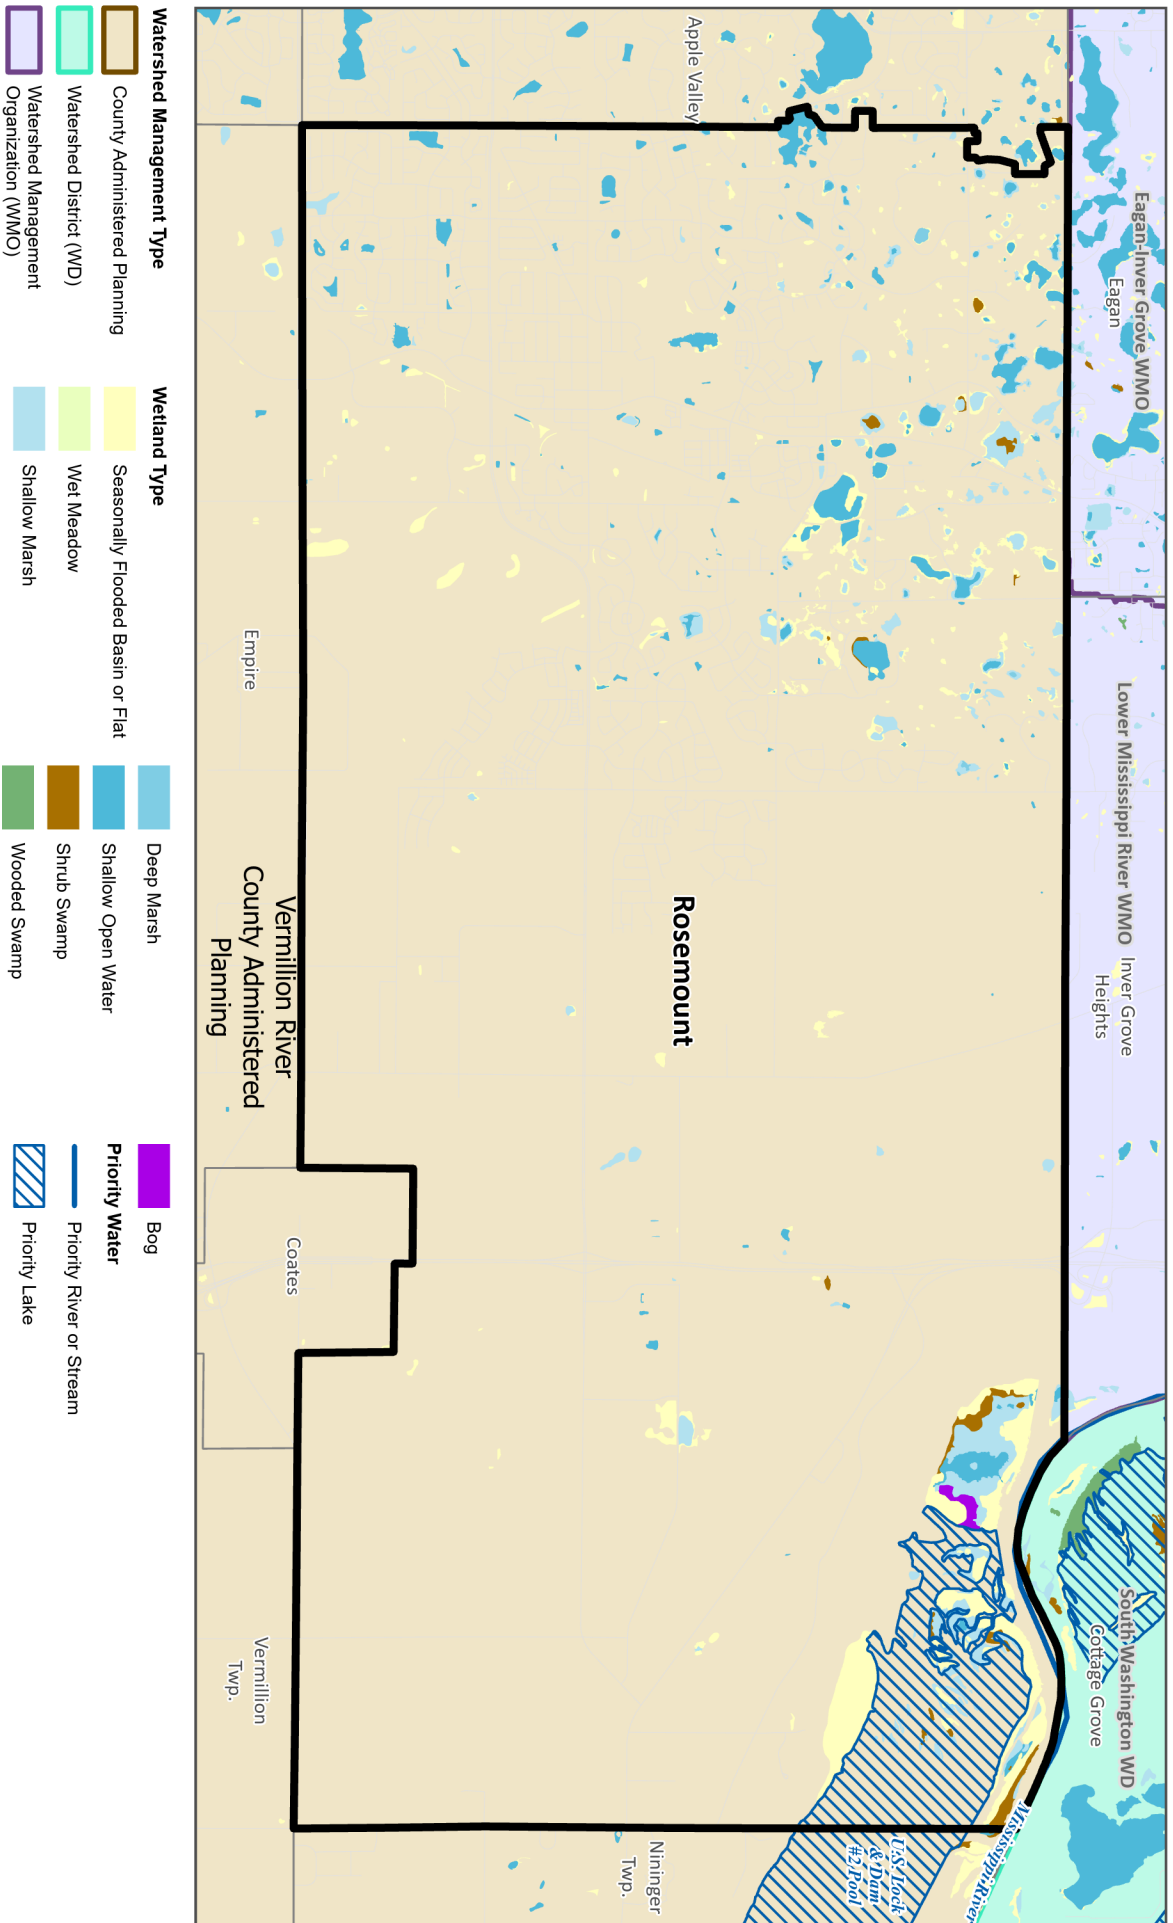 Eagan-Inver Grove WMO
Eagan
Lower Mississippi River WMO
Inver Grove
Heights
South Washington WD
Cottage Grove
Apple Valley
Rosemount
Mississippi River
U.S. Lock
& Dam
#2 Pool
Nininger
Twp.
Empire
Vermillion River
County Administered
Planning
Coates
Vermillion
Twp.
Watershed Management Type
County Administered Planning
Watershed District (WD)
Watershed Management
Organization (WMO)
Wetland Type
Seasonally Flooded Basin or Flat
Wet Meadow
Shallow Marsh
Deep Marsh
Shallow Open Water
Shrub Swamp
Wooded Swamp
Bog
Priority Water
Priority River or Stream
Priority Lake